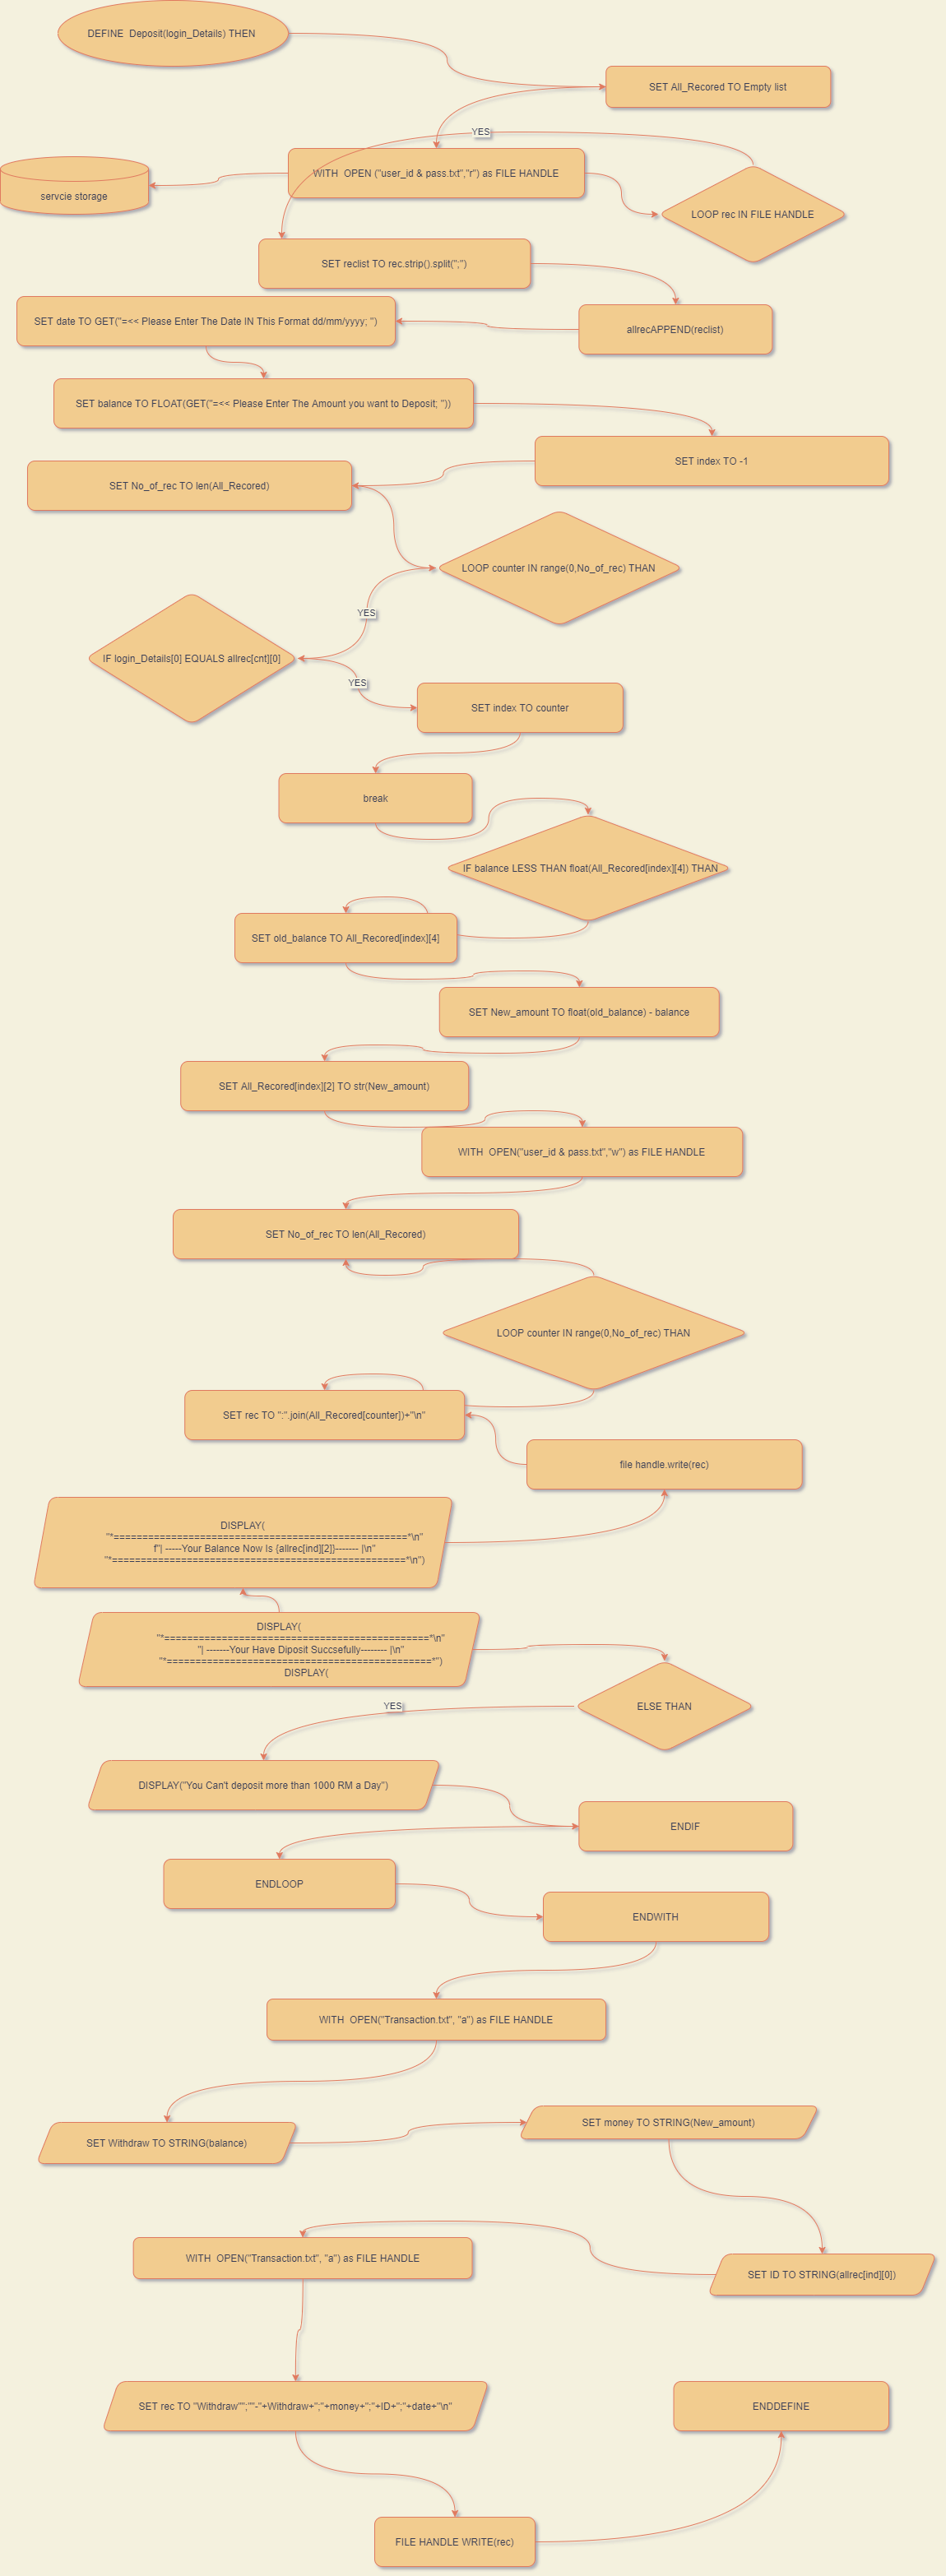 DEFINE  Deposit(login_Details) THEN
SET All_Recored TO Empty list
YES
WITH  OPEN ("user_id & pass.txt","r") as FILE HANDLE
servcie storage
LOOP rec IN FILE HANDLE
SET reclist TO rec.strip().split(";")
SET date TO GET("=<< Please Enter The Date IN This Format dd/mm/yyyy; ")
allrecAPPEND(reclist)
SET balance TO FLOAT(GET("=<< Please Enter The Amount you want to Deposit; "))
SET index TO -1
SET No_of_rec TO len(All_Recored)
LOOP counter IN range(0,No_of_rec) THAN
YES
IF login_Details[0] EQUALS allrec[cnt][0]
YES
SET index TO counter
break
IF balance LESS THAN float(All_Recored[index][4]) THAN
SET old_balance TO All_Recored[index][4]
SET New_amount TO float(old_balance) - balance
SET All_Recored[index][2] TO str(New_amount)
WITH  OPEN("user_id & pass.txt","w") as FILE HANDLE
SET No_of_rec TO len(All_Recored)
LOOP counter IN range(0,No_of_rec) THAN
SET rec TO ":".join(All_Recored[counter])+"\n"
file handle.write(rec)
DISPLAY(
"*===================================================*\n"
f"| -----Your Balance Now Is {allrec[ind][2]}------- |\n"
"*===================================================*\n")
DISPLAY(
"*==============================================*\n"
"| -------Your Have Diposit Succsefully-------- |\n"
"*==============================================*")
DISPLAY(
ELSE THAN
YES
DISPLAY("You Can't deposit more than 1000 RM a Day")
ENDIF
ENDLOOP
ENDWITH
WITH  OPEN("Transaction.txt", "a") as FILE HANDLE
SET Withdraw TO STRING(balance)
SET money TO STRING(New_amount)
WITH  OPEN("Transaction.txt", "a") as FILE HANDLE
SET ID TO STRING(allrec[ind][0])
SET rec TO "Withdraw"";""-"+Withdraw+";"+money+";"+ID+";"+date+"\n"
ENDDEFINE
FILE HANDLE WRITE(rec)